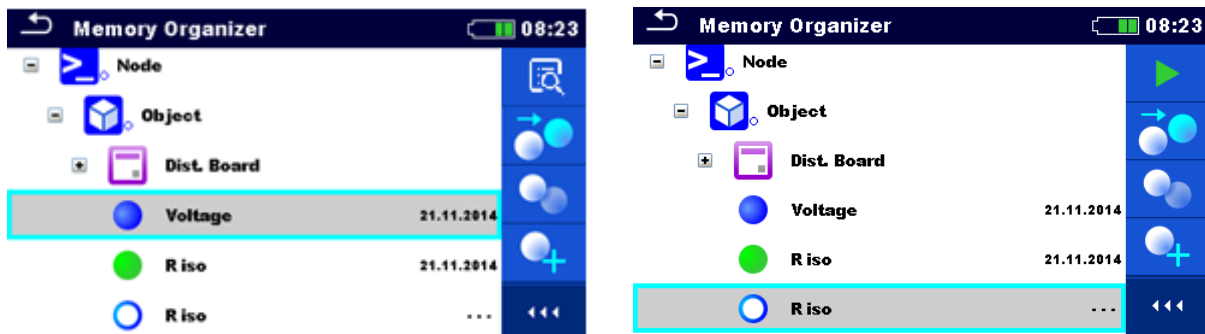 Memory Organizer 08:23
Node
Object
Dist. Board
Voltage 21.11.2014
R iso 21.11.2014
R iso ---
Memory Organizer 08:23
Node
Object
Dist. Board
Voltage 21.11.2014
R iso 21.11.2014
R iso ---